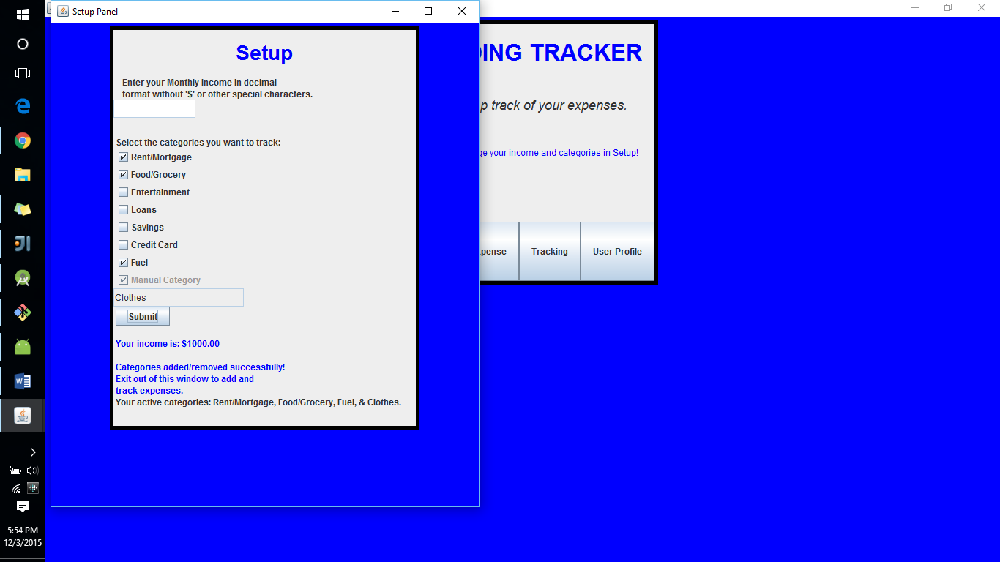 Setup Panel
Setup
Enter your Monthly Income in decimal
format without '$' or other special characters.
Select the categories you want to track:
Rent/Mortgage
Food/Grocery
Entertainment
Loans
Savings
Credit Card
Fuel
Manual Category
Clothes
Submit
Your income is: $1000.00
Categories added/removed successfully!
Exit out of this window to add and
track expenses.
Your active categories: Rent/Mortgage, Food/Grocery, Fuel, & Clothes.
TRACKER
track of your expenses.
your income and categories in Setup!
Tracking
User Profile
5:54 PM
12/3/2015